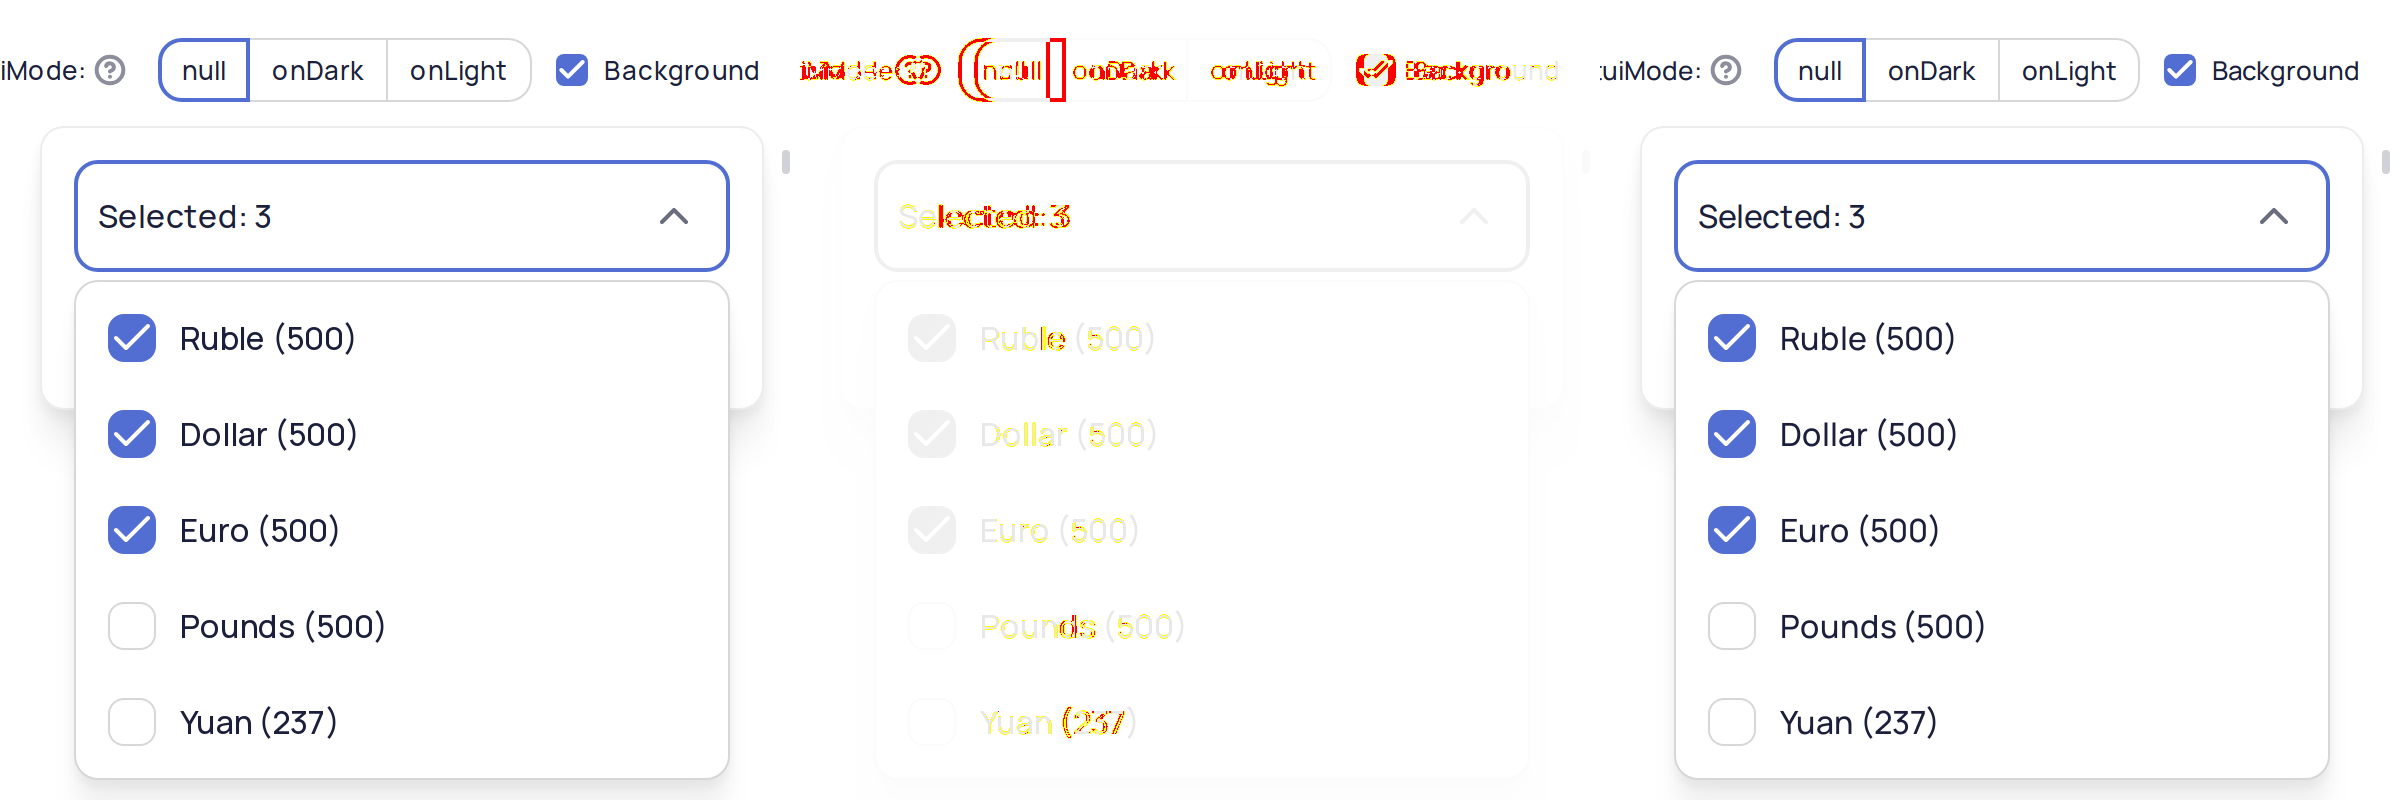 iMode: null onDark onLight Background
Selected: 3
Ruble (500)
Dollar (500)
Euro (500)
Pounds (500)
Yuan (237)
null onDark onLight Background
Selected: 3
Ruble (500)
Dollar (500)
Euro (500)
Pounds (500)
Yuan (237)
tuiMode: null onDark onLight Background
Selected: 3
Ruble (500)
Dollar (500)
Euro (500)
Pounds (500)
Yuan (237)